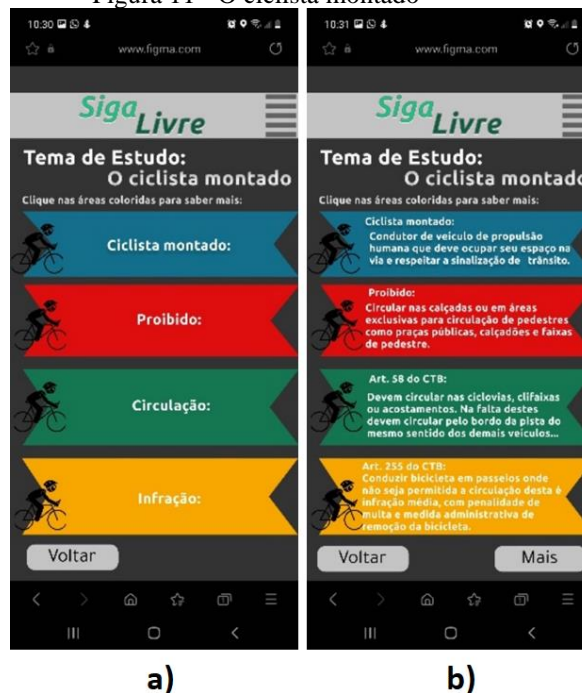 Figura 11 - O ciclista montado
10:30
www.figma.com
Siga
Livre
Tema de Estudo:
O ciclista montado
Clique nas áreas coloridas para saber mais:
Ciclista montado:
Proibido:
Circulação:
Infração:
Voltar
a)
10:31
www.figma.com
Siga
Livre
Tema de Estudo:
O ciclista montado
Clique nas áreas coloridas para saber mais:
Ciclista montado:
Condutor de veiculo de propulsão
humana que deve ocupar seu espaço na
via e respeitar a sinalização de trânsito.
Proibido:
Circular nas calçadas ou em áreas
exclusivas para circulação de pedestres
como praças públicas, calçadões e faixas
de pedestre.
Art. 58 do CTB:
Devem circular nas ciclovias, clifaixas
ou acostamentos. Na falta destes
devem circular pelo bordo da pista do
mesmo sentido dos demais veiculos...
Art. 255 do CTB:
Conduzir bicicleta em passeios onde
não seja permitida a circulação desta é
infração média, com penalidade de
multa e medida administrativa de
remoção da bicicleta.
Voltar
Mais
b)